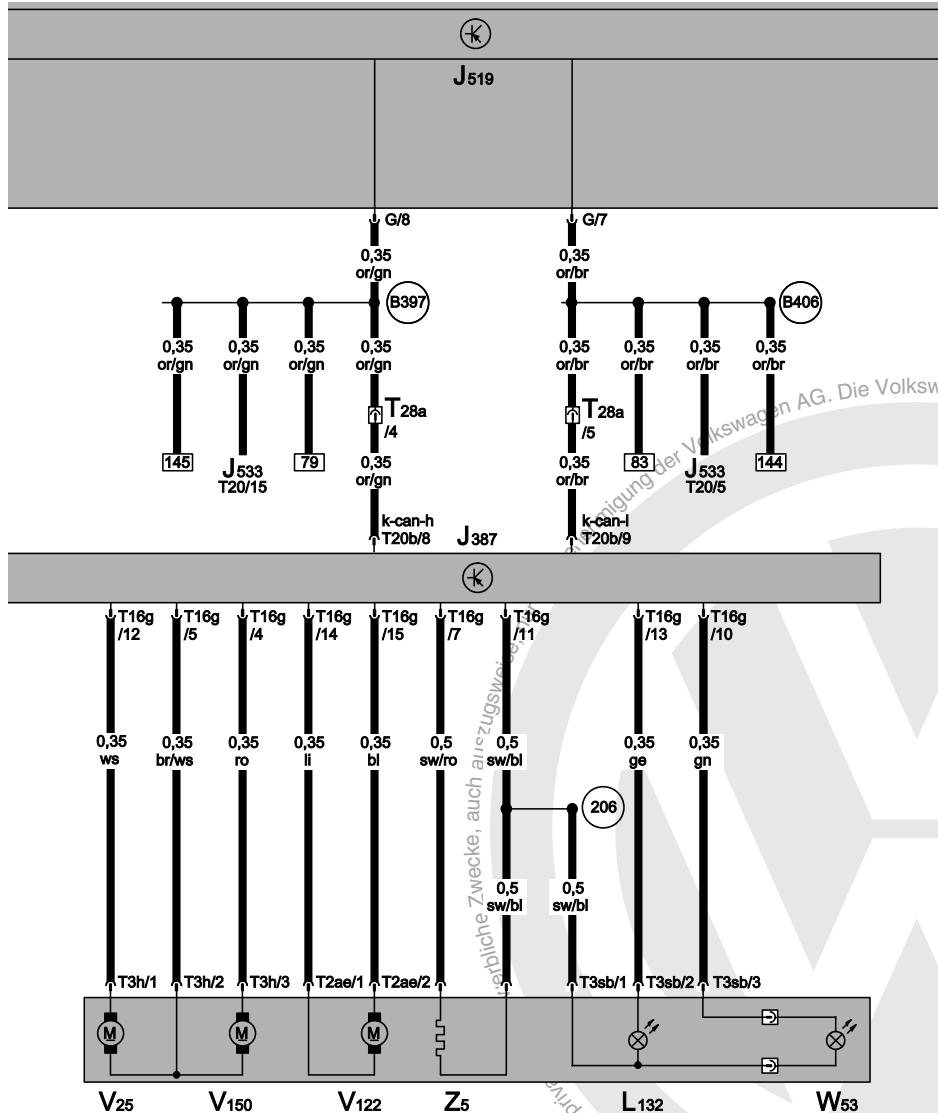 J519
G/8
G/7
0,35
or/gn
0,35
or/br
B397
B406
0,35
or/gn
0,35
or/gn
0,35
or/gn
0,35
or/gn
0,35
or/br
0,35
or/br
0,35
or/br
0,35
or/br
T28a
/4
T28a
/5
145
J533
T20/15
79
83
J533
T20/5
144
0,35
or/gn
0,35
or/br
k-can-h
T20b/8
J387
k-can-l
T20b/9
T16g
/12
T16g
/5
T16g
/4
T16g
/14
T16g
/15
T16g
/7
T16g
/11
T16g
/13
T16g
/10
0,35
ws
0,35
br/ws
0,35
ro
0,35
li
0,35
bl
0,5
sw/ro
0,5
sw/bl
0,35
ge
0,35
gn
206
0,5
sw/bl
0,5
sw/bl
T3h/1
T3h/2
T3h/3
T2ae/1
T2ae/2
T3sb/1
T3sb/2
T3sb/3
M
M
M
V25
V150
V122
Z5
L132
W53
Zwecke, auch auszugsweise,
der Volkswagen AG. Die